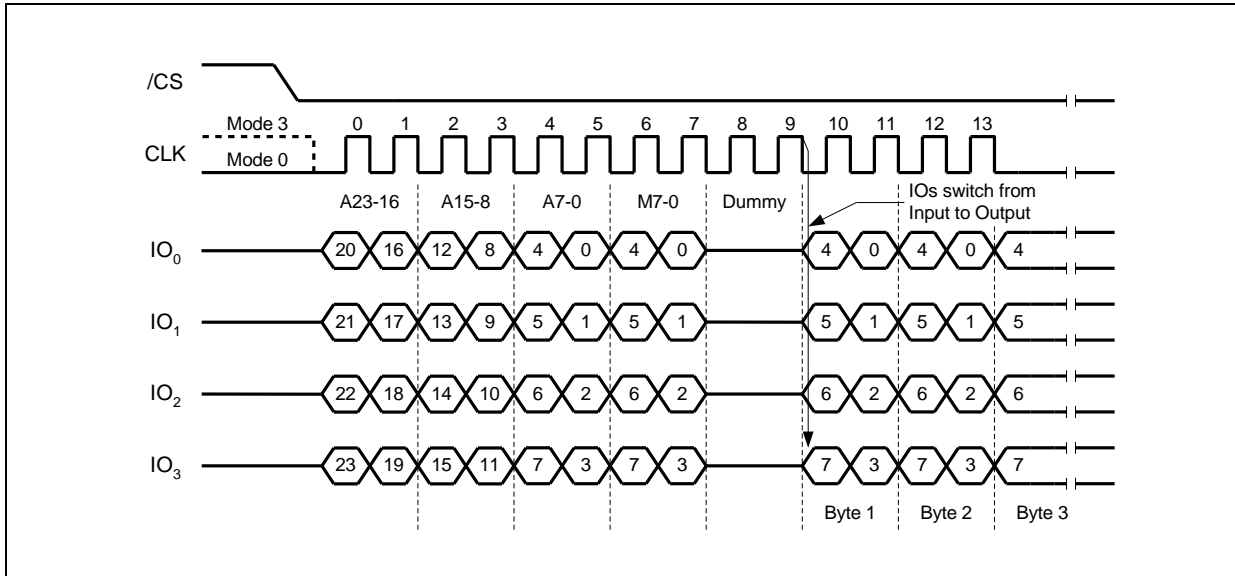 /CS
Mode 3 0 1 2 3 4 5 6 7 8 9 10 11 12 13
CLK Mode 0
IOs switch from
Input to Output
A23-16 A15-8 A7-0 M7-0 Dummy
IO0 20 16 12 8 4 0 4 0 4 0 4 0 4
IO1 21 17 13 9 5 1 5 1 5 1 5 1 5
IO2 22 18 14 10 6 2 6 2 6 2 6 2 6
IO3 23 19 15 11 7 3 7 3 7 3 7 3 7
Byte 1 Byte 2 Byte 3